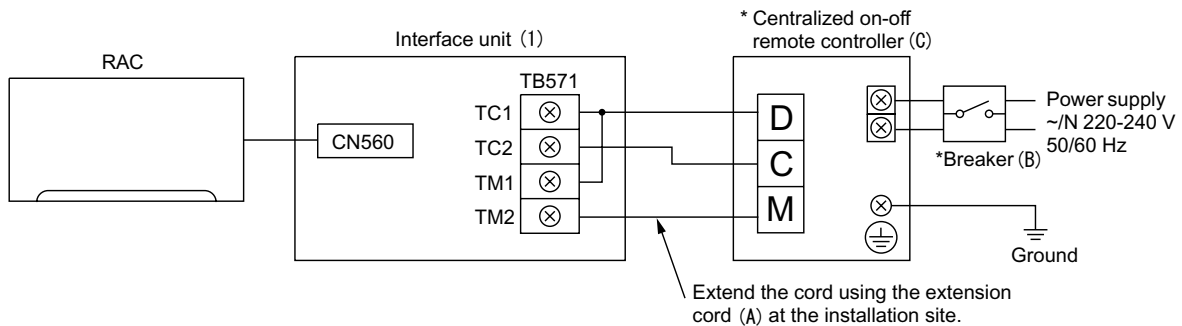 * Centralized on-off
remote controller (C)
Interface unit (1)
RAC
TB571
TC1
TC2
TM1
TM2
CN560
D
C
M
Power supply
~/N 220-240 V
50/60 Hz
*Breaker (B)
Ground
Extend the cord using the extension
cord (A) at the installation site.